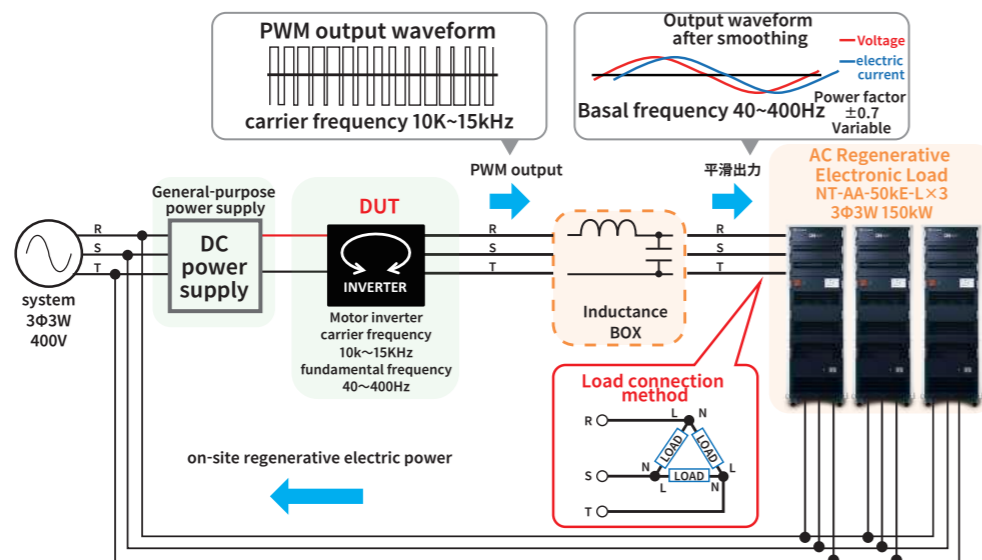 PWM output waveform
carrier frequency 10K~15kHz
Output waveform
after smoothing
Voltage
electric
current
Basal frequency 40~400Hz
Power factor
±0.7
Variable
PWM output
平滑出力
AC Regenerative
Electronic Load
NT-AA-50kE-L×3
3Φ3W 150kW
General-purpose
power supply
DUT
R
S
T
DC
power
supply
INVERTER
R
S
T
R
S
T
system
3Φ3W
400V
Motor inverter
carrier frequency
10k～15KHz
fundamental frequency
40～400Hz
Inductance
BOX
Load connection
method
R
L
N
LOAD
LOAD
S
N
L
LOAD
L
N
T
on-site regenerative electric power